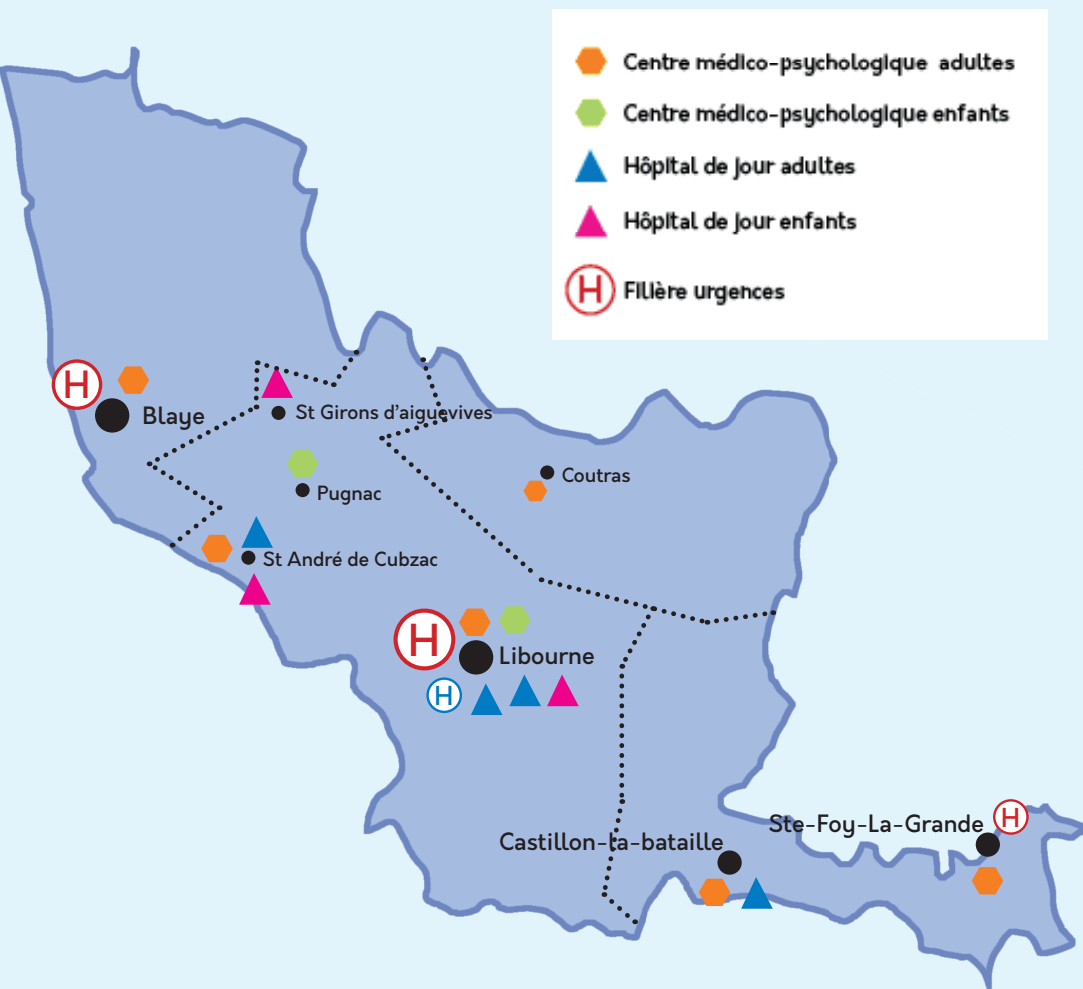 Centre médico-psychologique adultes
Centre médico-psychologique enfants
Hôpital de jour adultes
Hôpital de jour enfants
H Filière urgences
H
Blaye
St Girons d'aiguevives
Coutras
Pugnac
St André de Cubzac
H
Libourne
H
Ste-Foy-La-Grande
H
Castillon-la-bataille